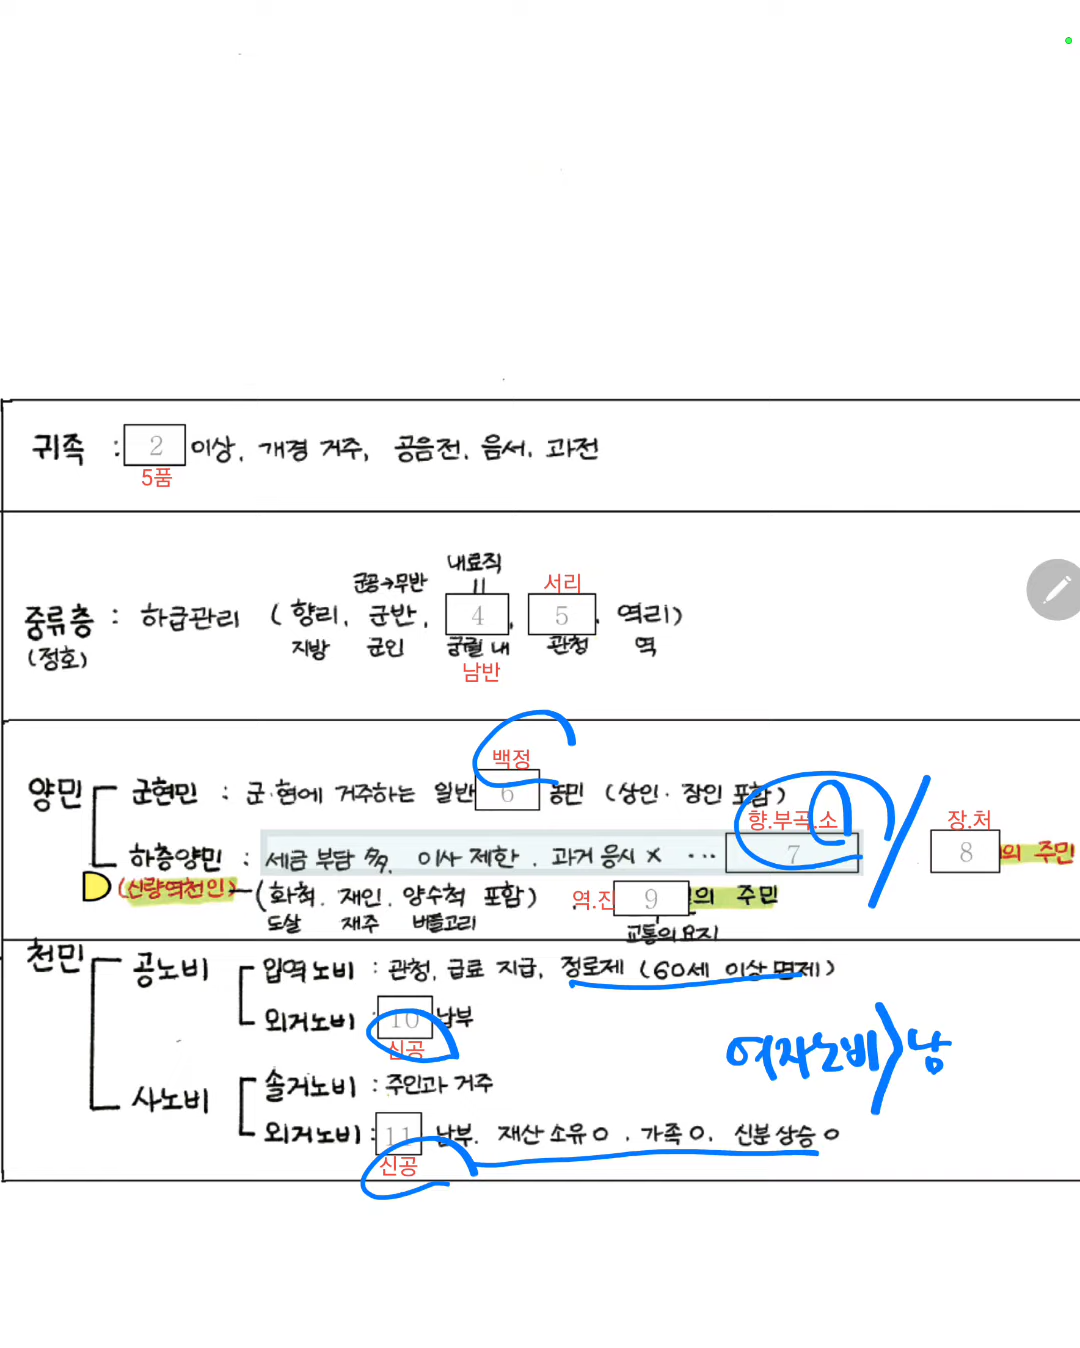 귀족 : 2 이상, 개경 거주, 공음전, 음서, 과전
5품
내료직
군공→무반 || 서리
중류층 : 하급관리 (향리, 군반, 4, 5, 역리)
(정호) 지방 군인 궁궐 내 관청 역
남반
백정
양민 군현민 : 군·현에 거주하는 일반 6 농민 (상인·장인 포함)
향.부곡.소 장.처
하층양민 : 세금 부담 多, 이사 제한, 과거 응시 X ... 7 8 의 주민
(신량역천인) (화척, 재인, 양수척 포함) 역.진 9 의 주민
도살 재주 버들고리 교통의 요지
천민 공노비 입역노비 : 관청, 급료 지급, 정로제 (60세 이상 면제)
외거노비 : 10 납부
신공
여자노비>남
사노비 솔거노비 : 주인과 거주
외거노비 : 11 납부, 재산 소유 O, 가족 O, 신분 상승 O
신공